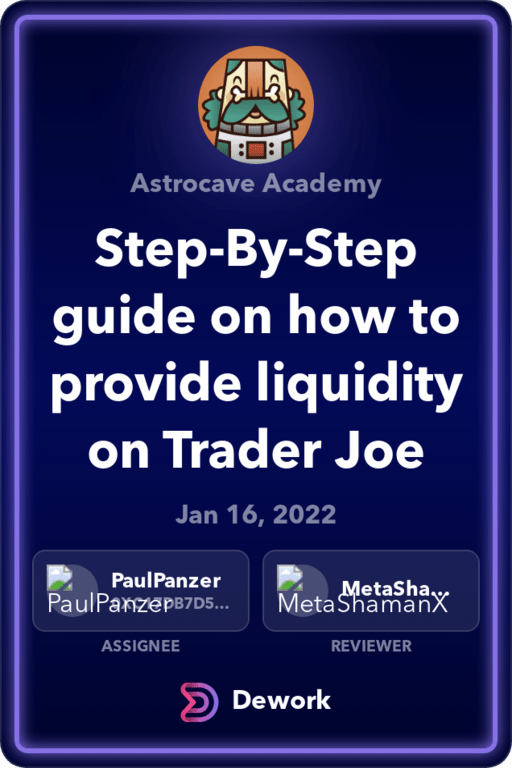 Astrocave Academy
Step-By-Step
guide on how to
provide liquidity
on Trader Joe
Jan 16, 2022
PaulPanzer
PaulPanzer
MetaSha...
MetaShamanX
ASSIGNEE
REVIEWER
Dework